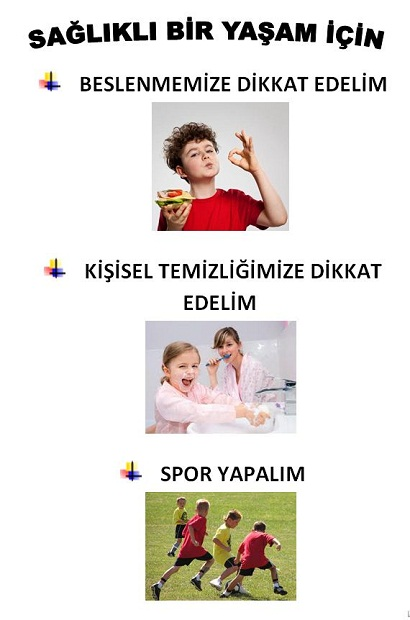 SAĞLIKLI BİR YAŞAM İÇİN
BESLENMEMİZE DİKKAT EDELİM
KİŞİSEL TEMİZLİĞİMİZE DİKKAT
EDELİM
SPOR YAPALIM